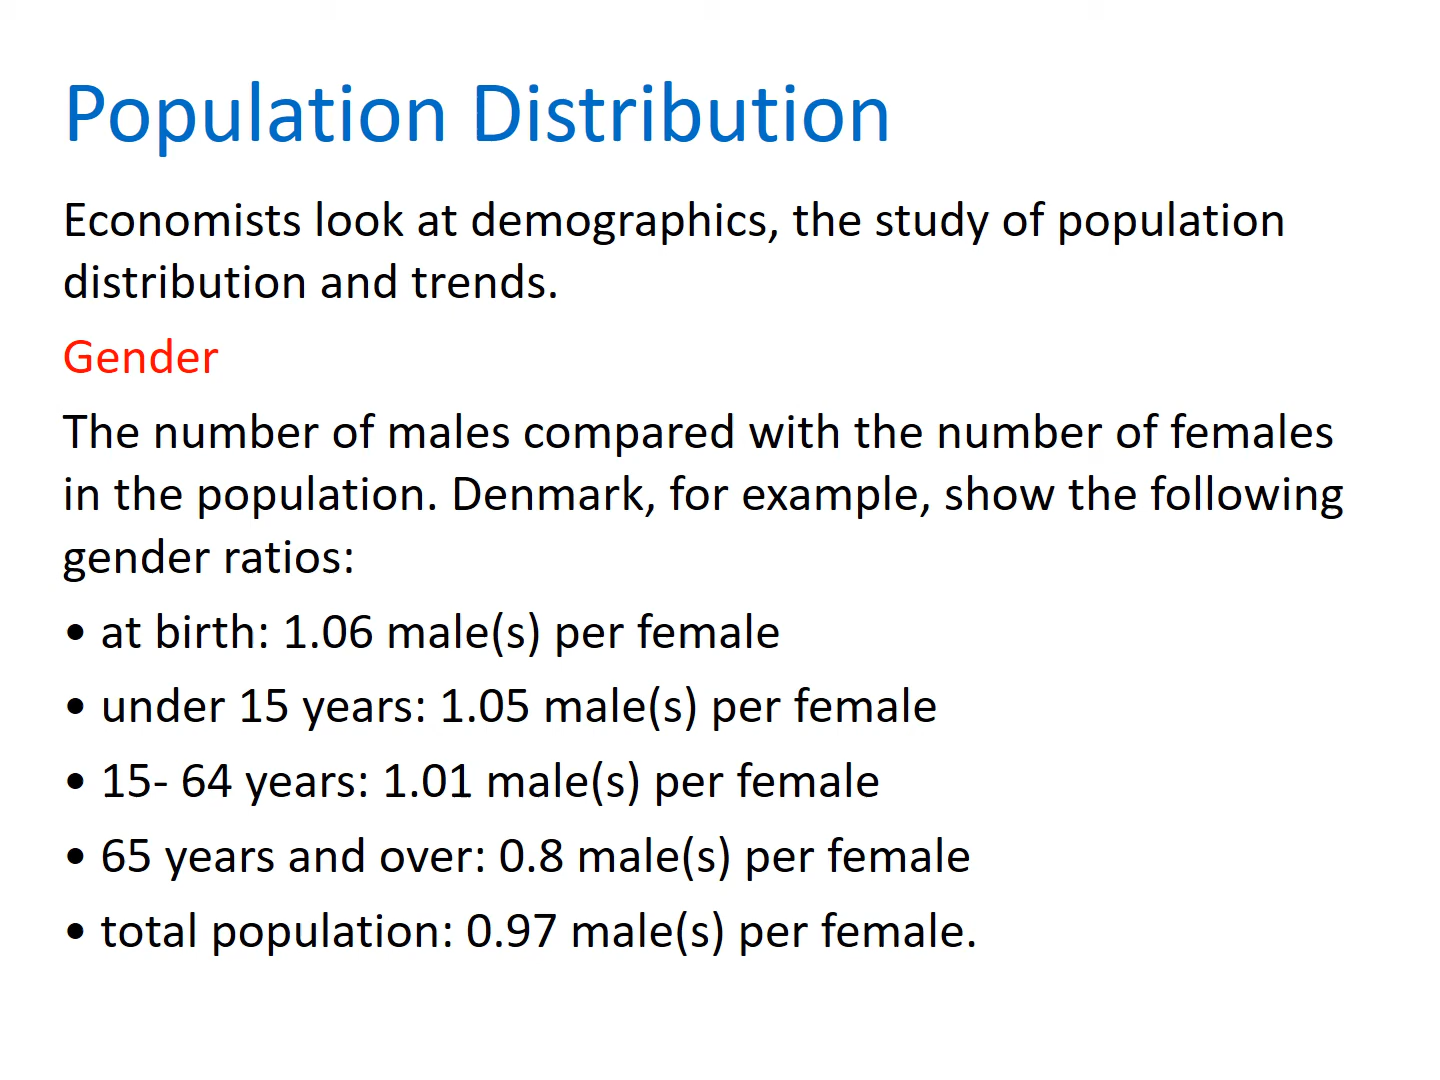 Population Distribution
Economists look at demographics, the study of population
distribution and trends.
Gender
The number of males compared with the number of females
in the population. Denmark, for example, show the following
gender ratios:
• at birth: 1.06 male(s) per female
• under 15 years: 1.05 male(s) per female
• 15- 64 years: 1.01 male(s) per female
• 65 years and over: 0.8 male(s) per female
• total population: 0.97 male(s) per female.